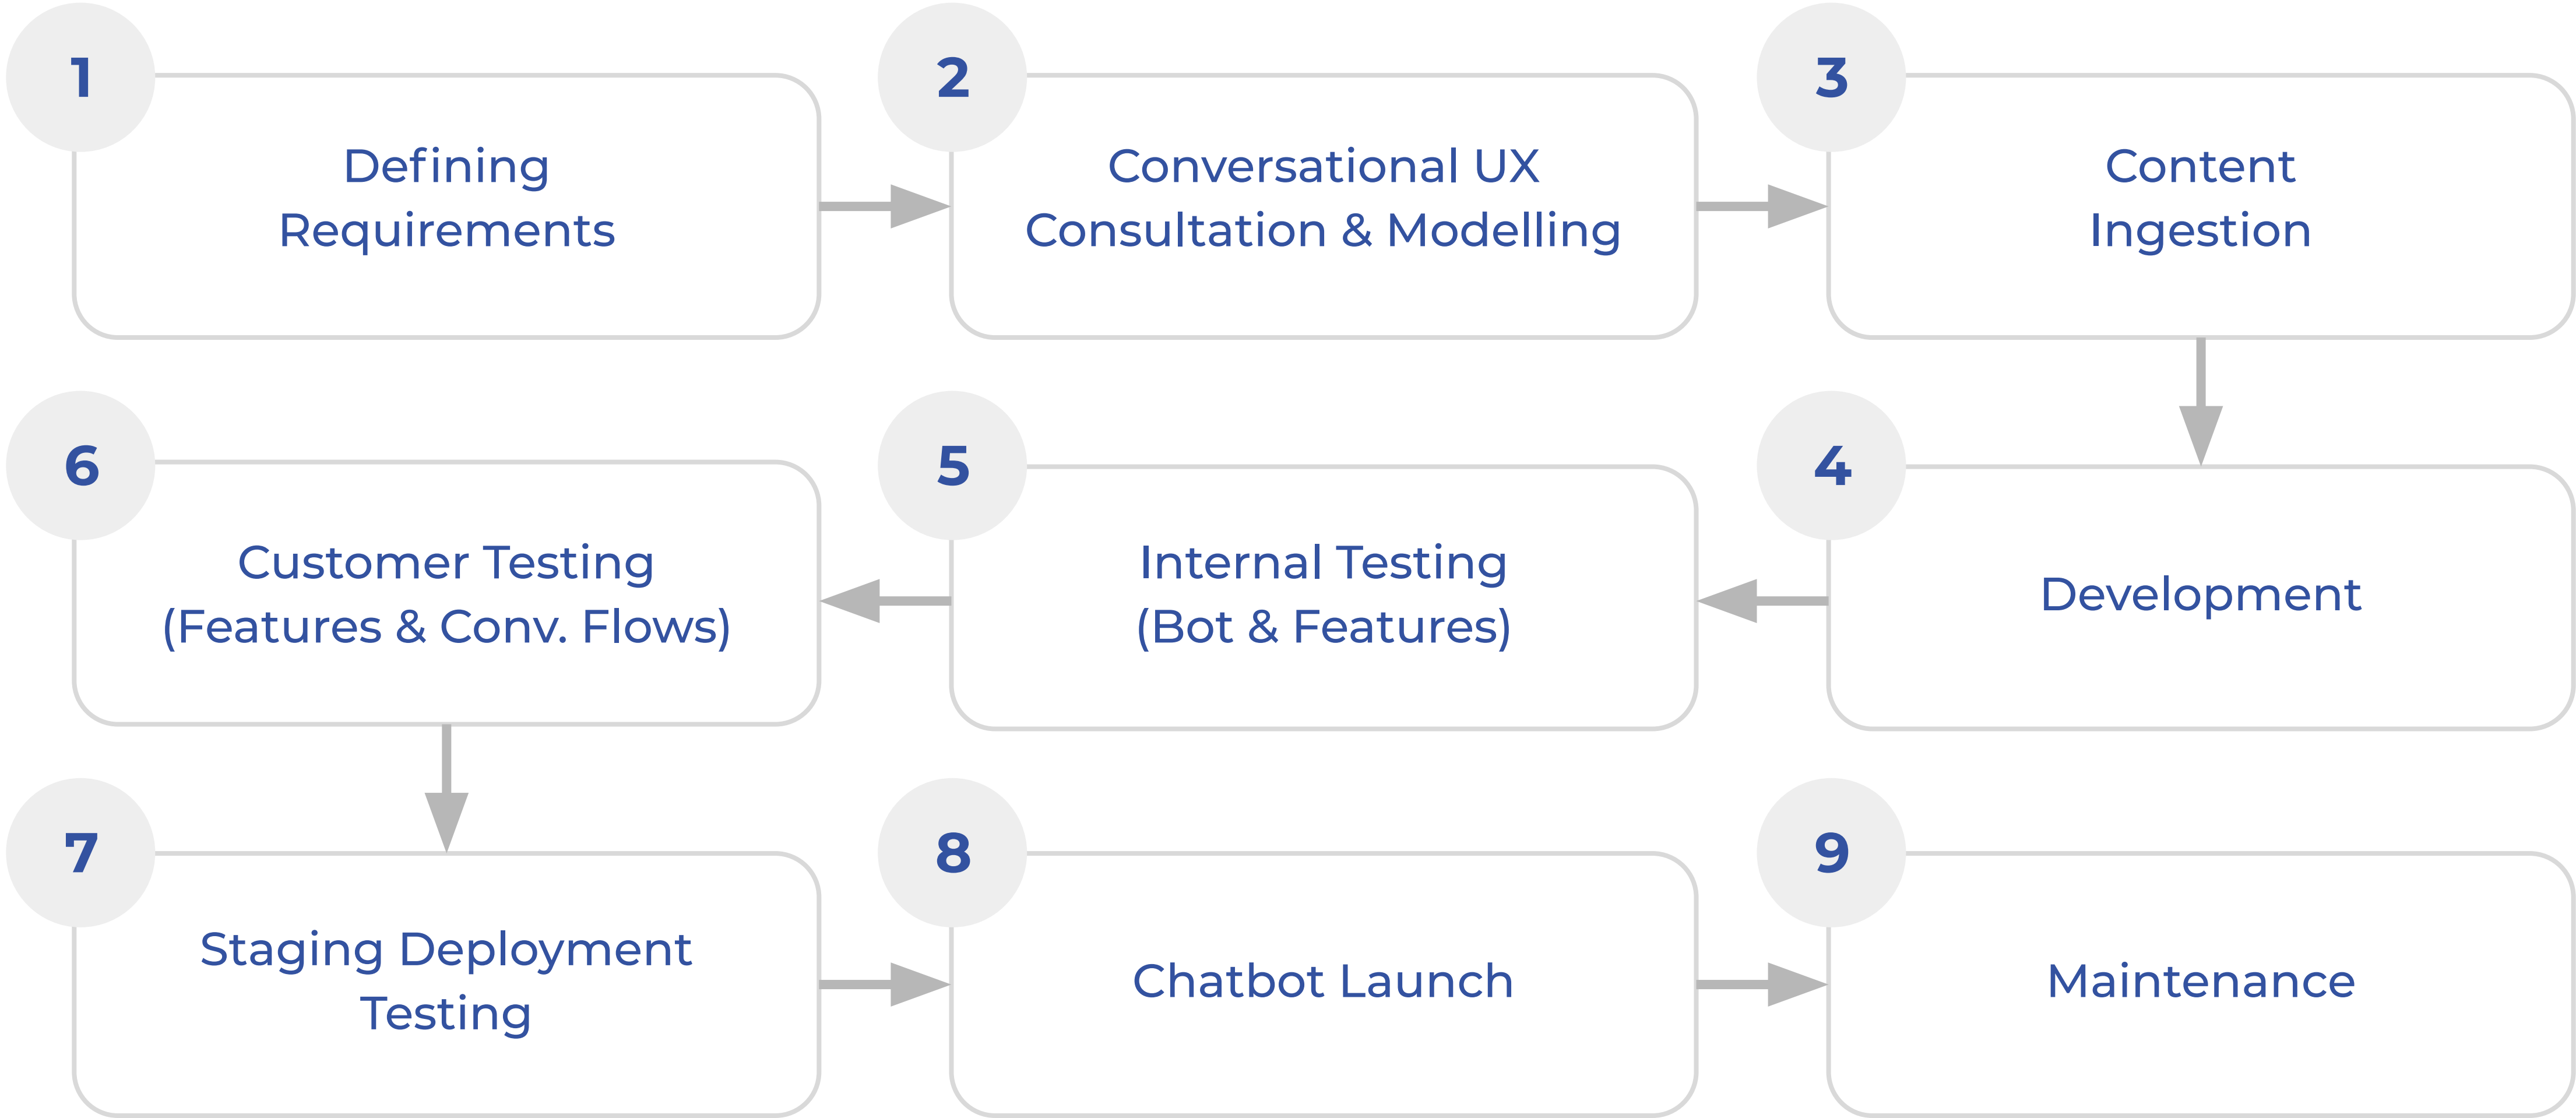 1
Defining
Requirements
2
Conversational UX
Consultation & Modelling
3
Content
Ingestion
4
Development
5
Internal Testing
(Bot & Features)
6
Customer Testing
(Features & Conv. Flows)
7
Staging Deployment
Testing
8
Chatbot Launch
9
Maintenance